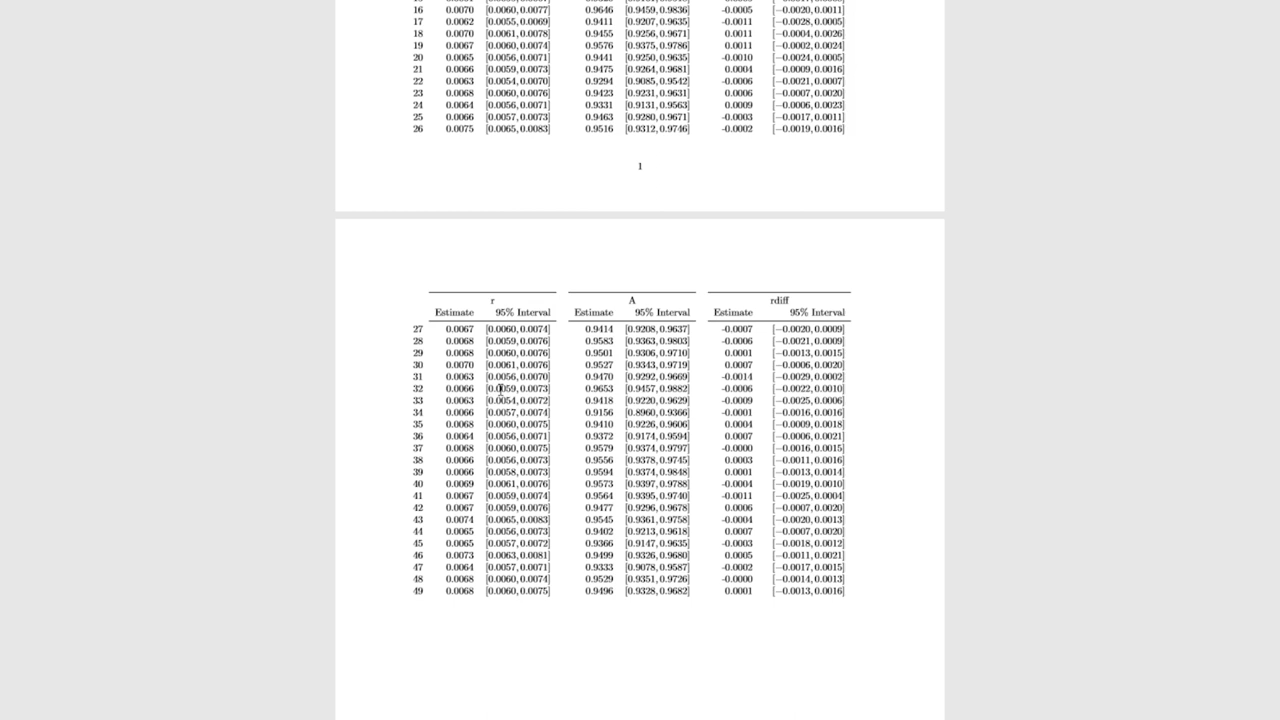 16 0.0070 [0.0060, 0.0077] 0.9646 [0.9459, 0.9836] -0.0005 [−0.0020, 0.0011]
17 0.0062 [0.0055, 0.0069] 0.9411 [0.9207, 0.9635] -0.0011 [−0.0028, 0.0005]
18 0.0070 [0.0061, 0.0078] 0.9455 [0.9256, 0.9671] 0.0011 [−0.0004, 0.0026]
19 0.0067 [0.0060, 0.0074] 0.9576 [0.9375, 0.9786] 0.0011 [−0.0002, 0.0024]
20 0.0065 [0.0056, 0.0071] 0.9441 [0.9250, 0.9635] -0.0010 [−0.0024, 0.0005]
21 0.0066 [0.0059, 0.0073] 0.9475 [0.9264, 0.9681] 0.0004 [−0.0009, 0.0016]
22 0.0063 [0.0054, 0.0070] 0.9294 [0.9085, 0.9542] -0.0006 [−0.0021, 0.0007]
23 0.0068 [0.0060, 0.0076] 0.9423 [0.9231, 0.9631] 0.0006 [−0.0007, 0.0020]
24 0.0064 [0.0056, 0.0071] 0.9331 [0.9131, 0.9563] 0.0009 [−0.0006, 0.0023]
25 0.0066 [0.0057, 0.0073] 0.9463 [0.9280, 0.9671] -0.0003 [−0.0017, 0.0011]
26 0.0075 [0.0065, 0.0083] 0.9516 [0.9312, 0.9746] -0.0002 [−0.0019, 0.0016]
1
r A rdiff
Estimate 95% Interval Estimate 95% Interval Estimate 95% Interval
27 0.0067 [0.0060, 0.0074] 0.9414 [0.9208, 0.9637] -0.0007 [−0.0020, 0.0009]
28 0.0068 [0.0059, 0.0076] 0.9583 [0.9363, 0.9803] -0.0006 [−0.0021, 0.0009]
29 0.0068 [0.0060, 0.0076] 0.9501 [0.9306, 0.9710] 0.0001 [−0.0013, 0.0015]
30 0.0070 [0.0061, 0.0076] 0.9527 [0.9343, 0.9719] 0.0007 [−0.0006, 0.0020]
31 0.0063 [0.0056, 0.0070] 0.9470 [0.9292, 0.9669] -0.0014 [−0.0029, 0.0002]
32 0.0066 [0.0059, 0.0073] 0.9653 [0.9457, 0.9882] -0.0006 [−0.0022, 0.0010]
33 0.0063 [0.0054, 0.0072] 0.9418 [0.9220, 0.9629] -0.0009 [−0.0025, 0.0006]
34 0.0066 [0.0057, 0.0074] 0.9156 [0.8960, 0.9366] -0.0001 [−0.0016, 0.0016]
35 0.0068 [0.0060, 0.0075] 0.9410 [0.9226, 0.9606] 0.0004 [−0.0009, 0.0018]
36 0.0064 [0.0056, 0.0071] 0.9372 [0.9174, 0.9594] 0.0007 [−0.0006, 0.0021]
37 0.0068 [0.0060, 0.0075] 0.9579 [0.9374, 0.9797] -0.0000 [−0.0016, 0.0015]
38 0.0066 [0.0056, 0.0073] 0.9556 [0.9378, 0.9745] 0.0003 [−0.0011, 0.0016]
39 0.0066 [0.0058, 0.0073] 0.9594 [0.9374, 0.9848] 0.0001 [−0.0013, 0.0014]
40 0.0069 [0.0061, 0.0076] 0.9573 [0.9397, 0.9788] -0.0004 [−0.0019, 0.0010]
41 0.0067 [0.0059, 0.0074] 0.9564 [0.9395, 0.9740] -0.0011 [−0.0025, 0.0004]
42 0.0067 [0.0059, 0.0076] 0.9477 [0.9296, 0.9678] 0.0006 [−0.0007, 0.0020]
43 0.0074 [0.0065, 0.0083] 0.9545 [0.9361, 0.9758] -0.0004 [−0.0020, 0.0013]
44 0.0065 [0.0056, 0.0073] 0.9402 [0.9213, 0.9618] 0.0007 [−0.0007, 0.0020]
45 0.0065 [0.0057, 0.0072] 0.9366 [0.9147, 0.9635] -0.0003 [−0.0018, 0.0012]
46 0.0073 [0.0063, 0.0081] 0.9499 [0.9326, 0.9680] 0.0005 [−0.0011, 0.0021]
47 0.0064 [0.0057, 0.0071] 0.9333 [0.9078, 0.9587] -0.0002 [−0.0017, 0.0015]
48 0.0068 [0.0060, 0.0074] 0.9529 [0.9351, 0.9726] -0.0000 [−0.0014, 0.0013]
49 0.0068 [0.0060, 0.0075] 0.9496 [0.9328, 0.9682] 0.0001 [−0.0013, 0.0016]